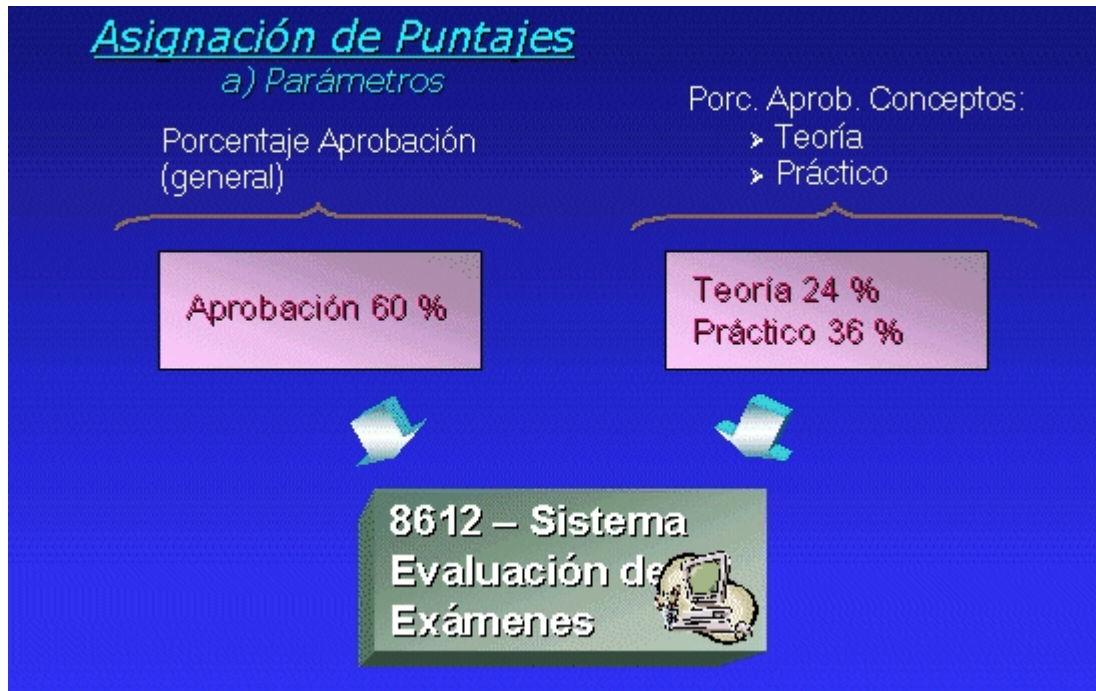 Asignación de Puntajes
a) Parámetros
Porcentaje Aprobación
(general)
Porc. Aprob. Conceptos:
➢ Teoría
➢ Práctico
Aprobación 60 %
Teoría 24 %
Práctico 36 %
8612 – Sistema
Evaluación de
Exámenes